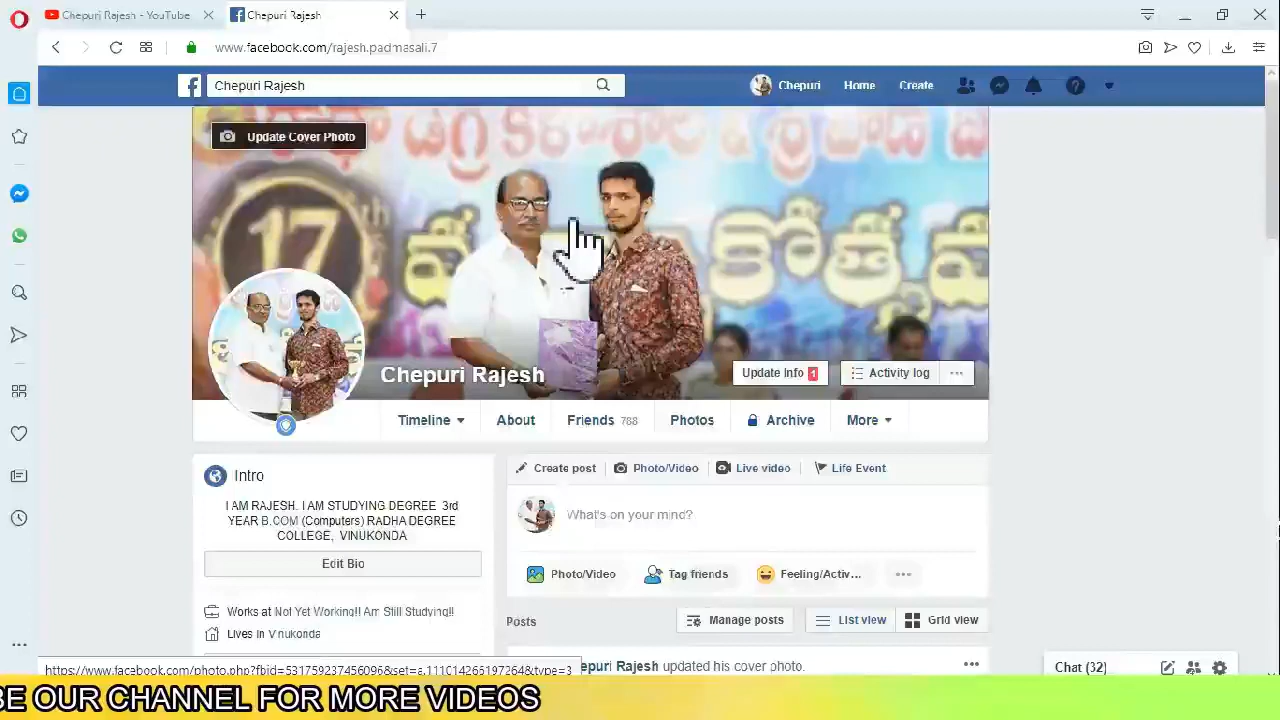 Chepuri Rajesh - YouTube
Chepuri Rajesh
www.facebook.com/rajesh.padmasali.7
Chepuri Rajesh
Chepuri
Home
Create
Update Cover Photo
17th
Chepuri Rajesh
Update Info 1
Activity log
Timeline
About
Friends 768
Photos
Archive
More
Intro
I AM RAJESH. I AM STUDYING DEGREE 3rd
YEAR B.COM (Computers) RADHA DEGREE
COLLEGE, VINUKONDA
Edit Bio
Works at Not Yet Working!! Am Still Studying!!
Lives in Vinukonda
Create post
Photo/Video
Live video
Life Event
What's on your mind?
Photo/Video
Tag friends
Feeling/Activ...
Posts
Manage posts
List view
Grid view
epuri Rajesh updated his cover photo.
Chat (32)
https://www.facebook.com/photo.php?fbid=531759237456096&set=a.111014266197264&type=3
BE OUR CHANNEL FOR MORE VIDEOS